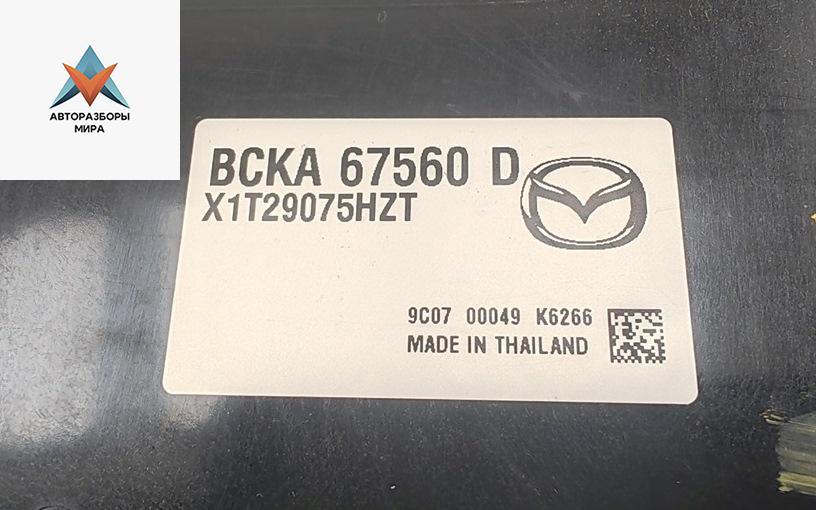 АВТОРАЗБОРЫ
МИРА
BCKA 67560 D
X1T29075HZT
9C07 00049 K6266
MADE IN THAILAND